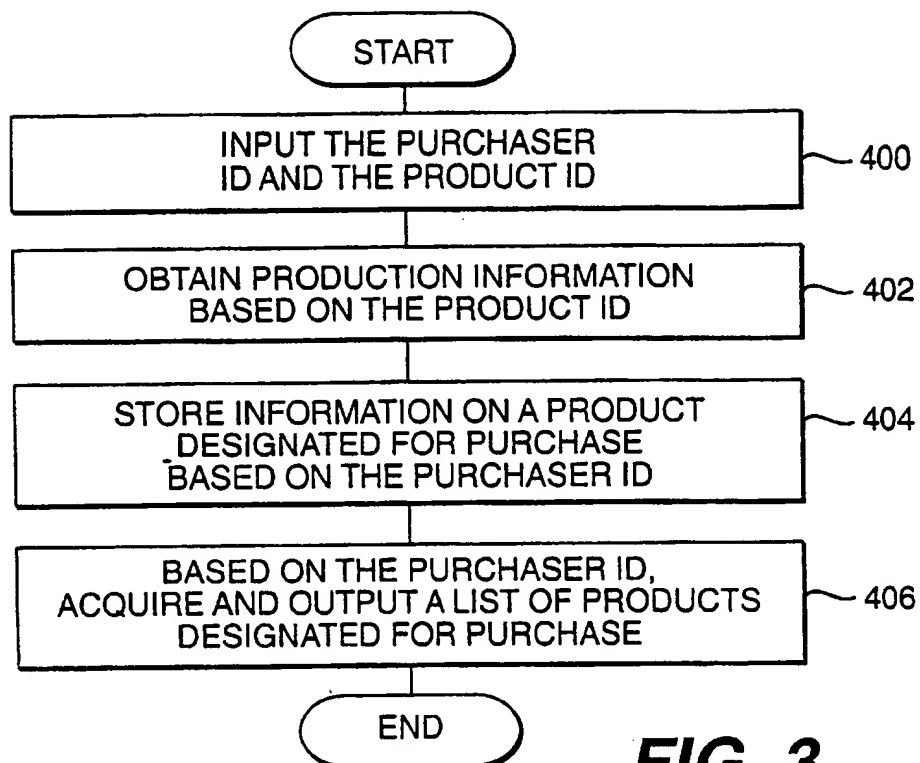 START
INPUT THE PURCHASER
ID AND THE PRODUCT ID
400
OBTAIN PRODUCTION INFORMATION
BASED ON THE PRODUCT ID
402
STORE INFORMATION ON A PRODUCT
DESIGNATED FOR PURCHASE
BASED ON THE PURCHASER ID
404
BASED ON THE PURCHASER ID,
ACQUIRE AND OUTPUT A LIST OF PRODUCTS
DESIGNATED FOR PURCHASE
406
END
FIG. 3